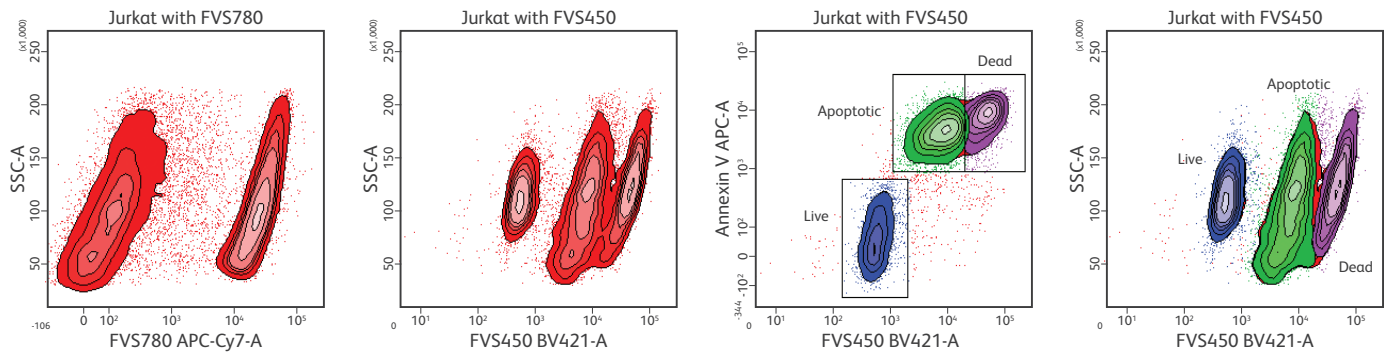 Jurkat with FVS780
(x1,000)
SSC-A
250
200
150
100
50
-106
0
10²
10³
10⁴
10⁵
FVS780 APC-Cy7-A
Jurkat with FVS450
(x1,000)
SSC-A
250
200
150
100
50
0
10¹
10²
10³
10⁴
10⁵
FVS450 BV421-A
Jurkat with FVS450
Annexin V APC-A
10⁵
10⁴
10³
10²
0
-10²
-344
Dead
Apoptotic
Live
0
10¹
10²
10³
10⁴
10⁵
FVS450 BV421-A
Jurkat with FVS450
(x1,000)
SSC-A
250
200
150
100
50
Apoptotic
Live
Dead
0
10¹
10²
10³
10⁴
10⁵
FVS450 BV421-A